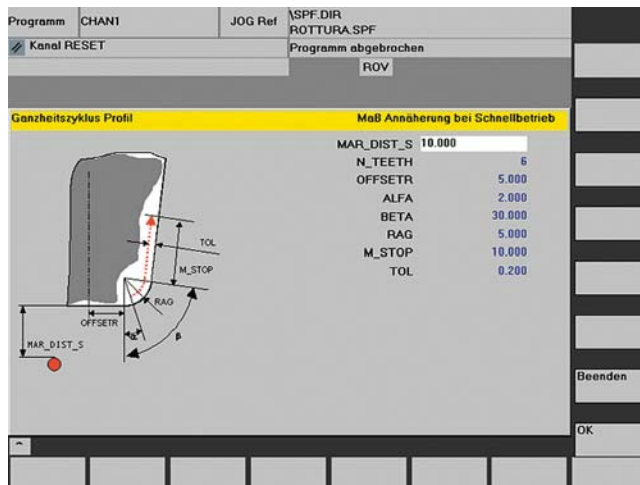 Programm CHAN1 JOG Ref \SPF.DIR
ROTTURA.SPF
Kanal RESET Programm abgebrochen
ROV
Ganzheitszyklus Profil Maß Annäherung bei Schnellbetrieb
MAR_DIST_S 10.000
N_TEETH 6
OFFSETR 5.000
ALFA 2.000
BETA 30.000
RAG 5.000
M_STOP 10.000
TOL 0.200
TOL
M_STOP
RAG
OFFSETR
α
β
MAR_DIST_S
Beenden
OK